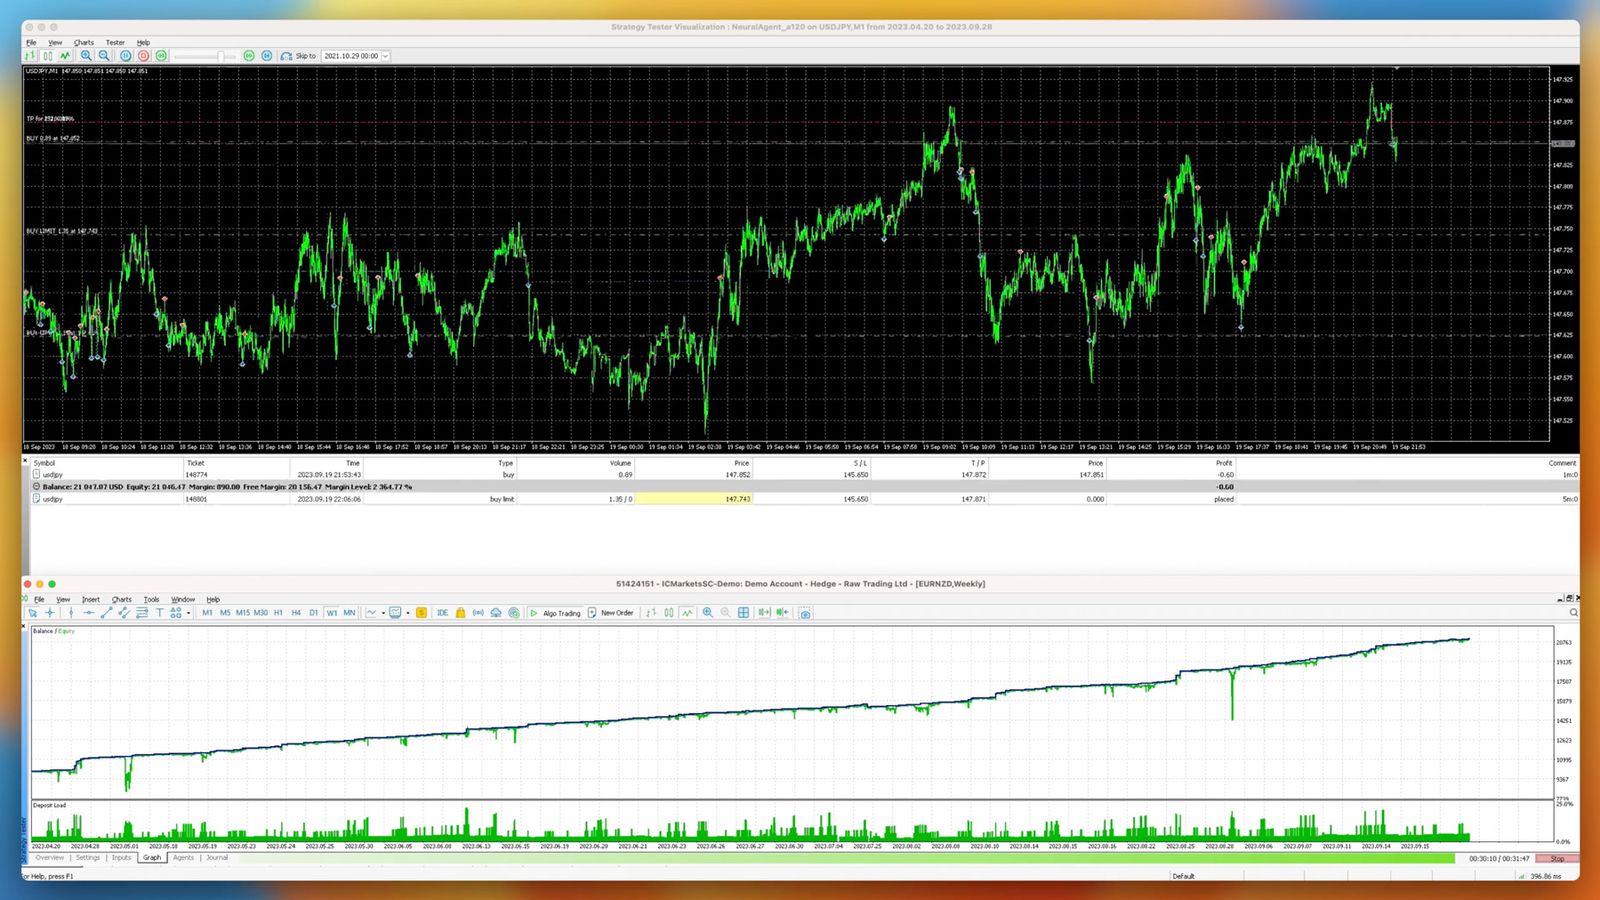 Strategy Tester Visualization : NeuralAgent_a120 on USDJPY,M1 from 2023.04.20 to 2023.09.28
File View Charts Tester Help
Skip to 2021.10.29 00:00
USDJPY,M1 147.850 147.851 147.850 147.851
TP for
BUY 0.89 at 147.852
BUY LIMIT 1.35 at 147.743
147.925
147.900
147.875
147.825
147.800
147.775
147.750
147.725
147.700
147.675
147.650
147.625
147.600
147.575
147.550
147.525
18 Sep 2023 18 Sep 09:20 18 Sep 10:24 18 Sep 11:28 18 Sep 12:32 18 Sep 13:36 18 Sep 14:40 18 Sep 15:44 18 Sep 16:48 18 Sep 17:52 18 Sep 18:57 18 Sep 20:13 18 Sep 21:17 18 Sep 22:21 18 Sep 23:25 19 Sep 00:30 19 Sep 01:34 19 Sep 02:38 19 Sep 03:42 19 Sep 04:46 19 Sep 05:50 19 Sep 06:54 19 Sep 07:58 19 Sep 09:02 19 Sep 10:09 19 Sep 11:13 19 Sep 12:17 19 Sep 13:21 19 Sep 14:25 19 Sep 15:29 19 Sep 16:33 19 Sep 17:37 19 Sep 18:41 19 Sep 19:45 19 Sep 20:49 19 Sep 21:53
Symbol Ticket Time Type Volume Price S / L T / P Price Profit Comment
usdjpy 148774 2023.09.19 21:53:43 buy 0.89 147.852 145.650 147.872 147.851 -0.60 1m:0
Balance: 21 047.07 USD Equity: 21 046.47 Margin: 890.00 Free Margin: 20 156.47 Margin Level: 2 364.77 % -0.60
usdjpy 148801 2023.09.19 22:06:06 buy limit 1.35 / 0 147.743 145.650 147.871 0.000 placed 5m:0
51424151 - ICMarketsSC-Demo: Demo Account - Hedge - Raw Trading Ltd - [EURNZD,Weekly]
File View Insert Charts Tools Window Help
M1 M5 M15 M30 H1 H4 D1 W1 MN IDE Algo Trading New Order
Balance / Equity
20763
19135
17507
15879
14251
12623
10995
9367
7739
Deposit Load
25.0%
0.0%
2023.04.20 2023.04.28 2023.05.01 2023.05.18 2023.05.19 2023.05.23 2023.05.24 2023.05.25 2023.05.30 2023.06.05 2023.06.08 2023.06.13 2023.06.15 2023.06.19 2023.06.21 2023.06.23 2023.06.26 2023.06.27 2023.06.29 2023.06.30 2023.07.04 2023.07.25 2023.08.02 2023.08.03 2023.08.08 2023.08.14 2023.08.15 2023.08.18 2023.08.22 2023.08.25 2023.08.28 2023.09.06 2023.09.07 2023.09.11 2023.09.14 2023.09.15
Overview Settings Inputs Graph Agents Journal
00:30:10 / 00:31:47 Stop
For Help, press F1
Default
396.86 ms